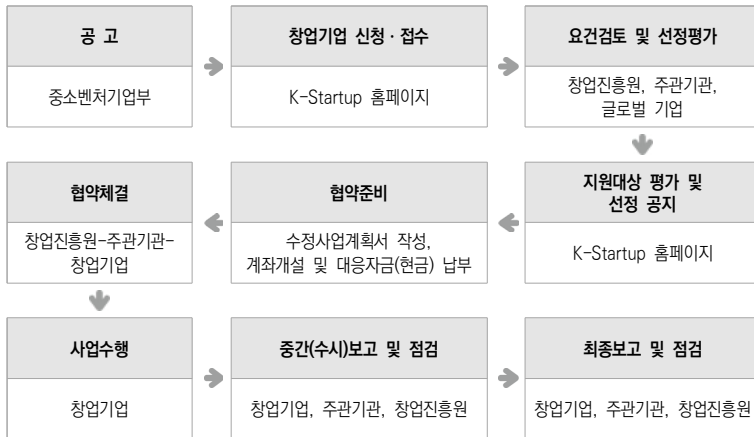 공 고
중소벤처기업부
창업기업 신청 · 접수
K-Startup 홈페이지
요건검토 및 선정평가
창업진흥원, 주관기관,
글로벌 기업
지원대상 평가 및
선정 공지
K-Startup 홈페이지
협약준비
수정사업계획서 작성,
계좌개설 및 대응자금(현금) 납부
협약체결
창업진흥원-주관기관-
창업기업
사업수행
창업기업
중간(수시)보고 및 점검
창업기업, 주관기관, 창업진흥원
최종보고 및 점검
창업기업, 주관기관, 창업진흥원